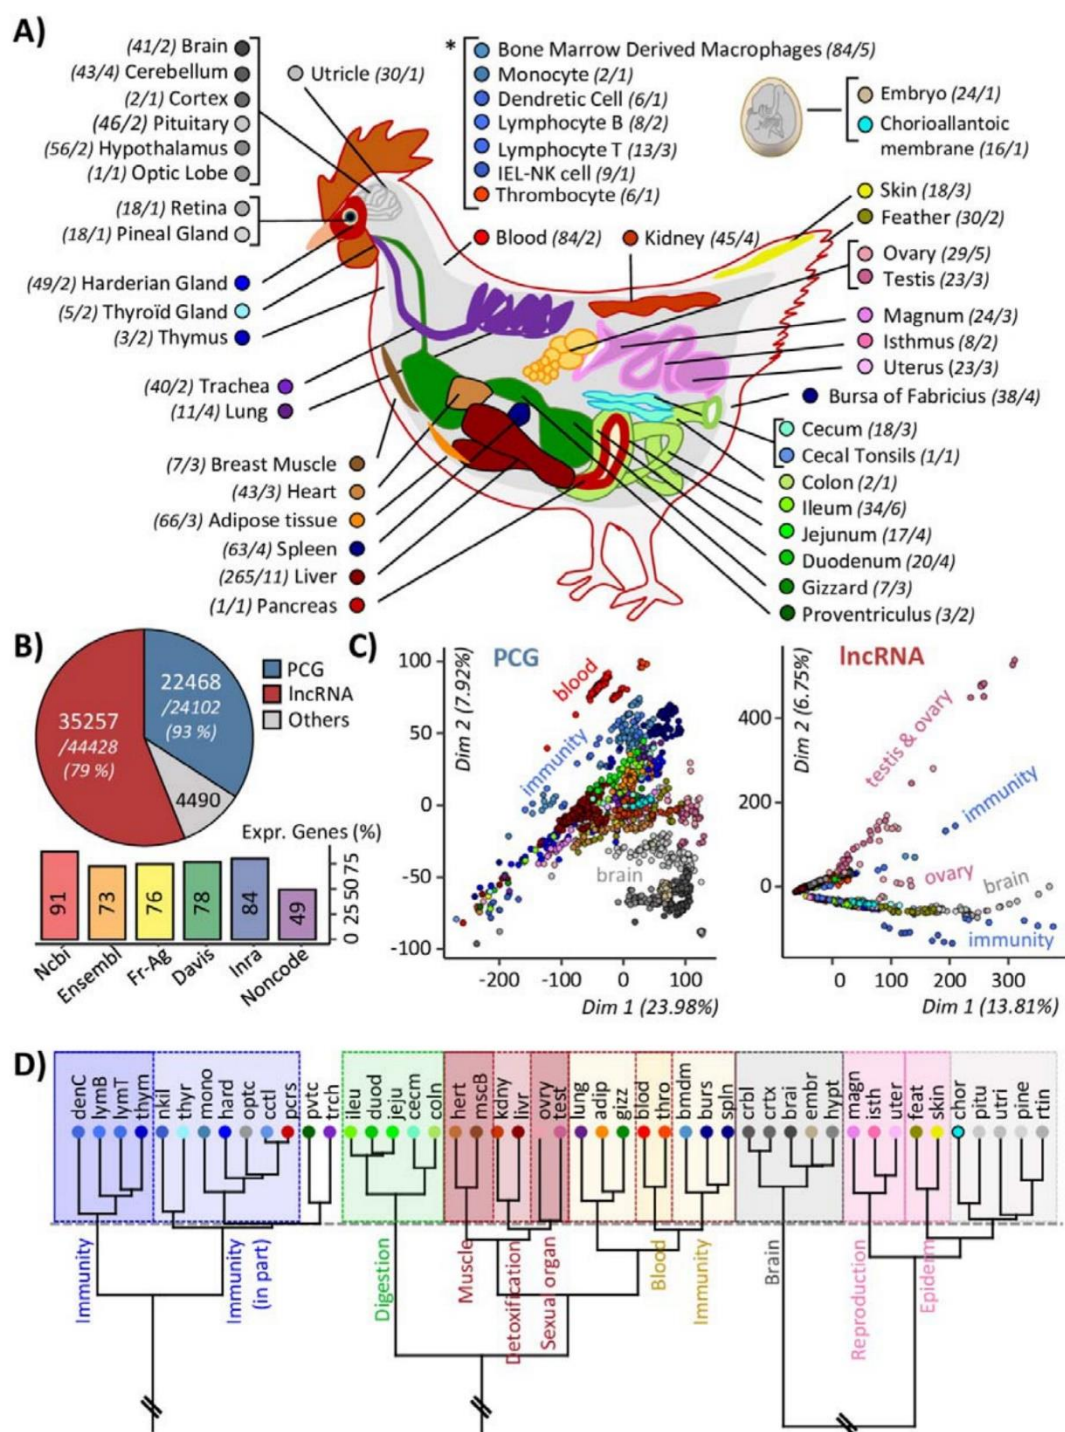 A)
(41/2) Brain
(43/4) Cerebellum
(2/1) Cortex
(46/2) Pituitary
(56/2) Hypothalamus
(1/1) Optic Lobe
(18/1) Retina
(18/1) Pineal Gland
(49/2) Harderian Gland
(5/2) Thyroïd Gland
(3/2) Thymus
(40/2) Trachea
(11/4) Lung
(7/3) Breast Muscle
(43/3) Heart
(66/3) Adipose tissue
(63/4) Spleen
(265/11) Liver
(1/1) Pancreas
Utricle (30/1)
*
Bone Marrow Derived Macrophages (84/5)
Monocyte (2/1)
Dendretic Cell (6/1)
Lymphocyte B (8/2)
Lymphocyte T (13/3)
IEL-NK cell (9/1)
Thrombocyte (6/1)
Blood (84/2)
Kidney (45/4)
Embryo (24/1)
Chorioallantoic
membrane (16/1)
Skin (18/3)
Feather (30/2)
Ovary (29/5)
Testis (23/3)
Magnum (24/3)
Isthmus (8/2)
Uterus (23/3)
Bursa of Fabricius (38/4)
Cecum (18/3)
Cecal Tonsils (1/1)
Colon (2/1)
Ileum (34/6)
Jejunum (17/4)
Duodenum (20/4)
Gizzard (7/3)
Proventriculus (3/2)
B)
22468
/24102
(93 %)
35257
/44428
(79 %)
4490
PCG
lncRNA
Others
Expr. Genes (%)
91
73
76
78
84
49
0 25 50 75
Ncbi
Ensembl
Fr-Ag
Davis
Inra
Noncode
C)
PCG
Dim 2 (7.92%)
100
50
0
-50
-100
blood
immunity
brain
-200
-100
0
100
Dim 1 (23.98%)
lncRNA
Dim 2 (6.75%)
400
200
0
testis & ovary
immunity
ovary
brain
immunity
0
100
200
300
Dim 1 (13.81%)
D)
denC
lymB
lymT
thym
nkil
thyr
mono
hard
optc
cctl
pcrs
pvtc
trch
ileu
duod
jeju
cecm
coln
hert
mscB
kdny
livr
ovry
test
lung
adip
gizz
blod
thro
bmdm
burs
spln
crbl
crtx
brai
embr
hypt
magn
isth
uter
feat
skin
chor
pitu
utri
pine
rtin
Immunity
Immunity
(in part)
Digestion
Muscle
Detoxification
Sexual organ
Blood
Immunity
Brain
Reproduction
Epiderm